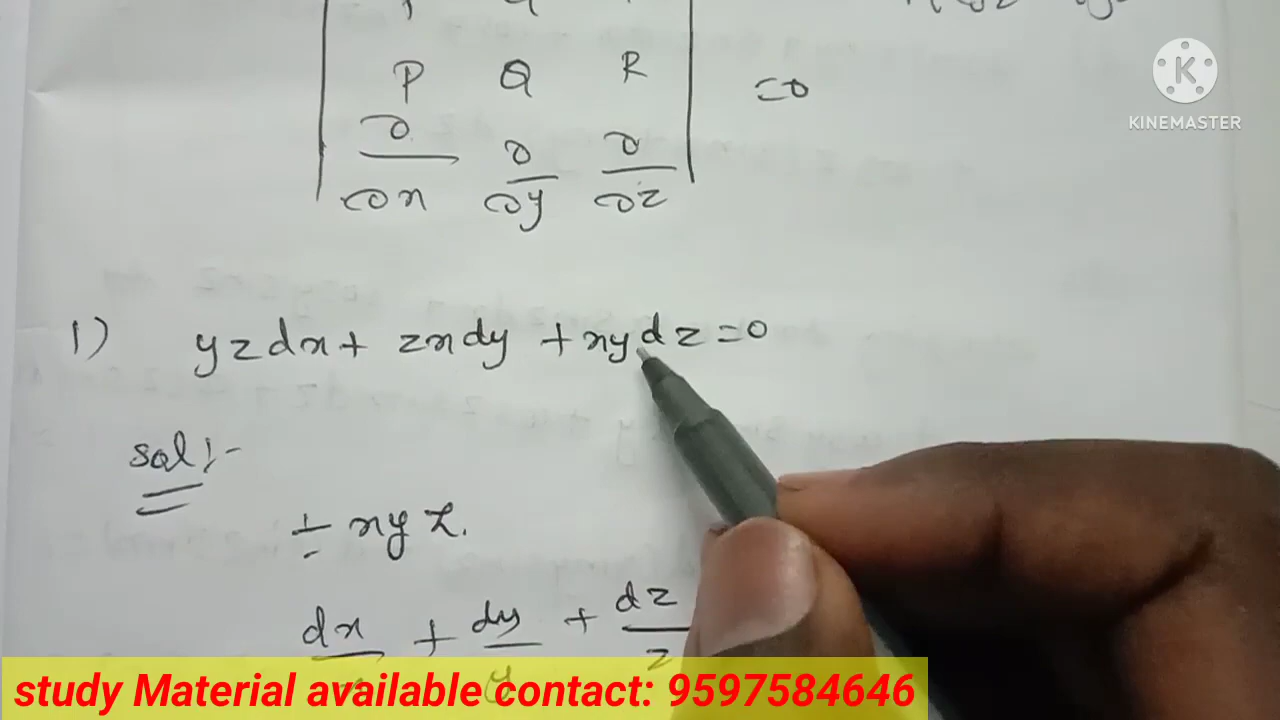 P Q R
= 0
∂ ∂ ∂
∂x ∂y ∂z
KINEMASTER
1) yzdx + zxdy + xydz = 0
Sol:-
÷ xyz.
dx + dy + dz
x y z
study Material available contact: 9597584646